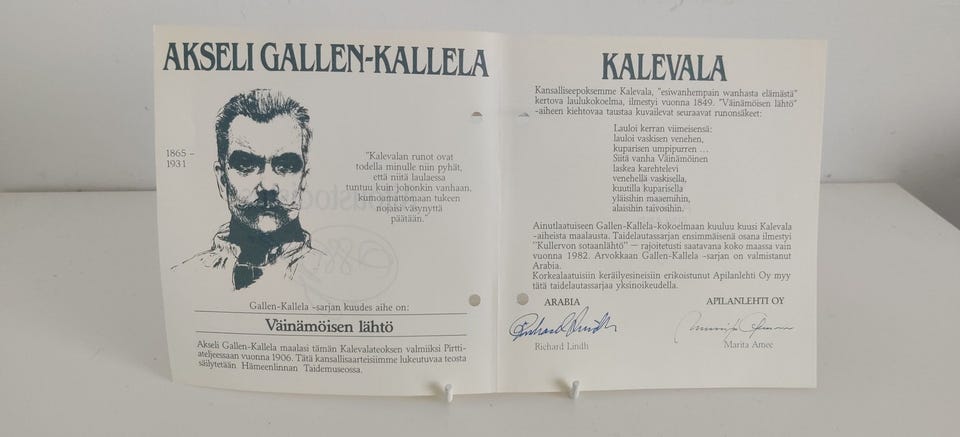 AKSELI GALLEN-KALLELA
1865 –
1931
"Kalevalan runot ovat
todella minulle niin pyhät,
että niitä laulaessa
tuntuu kuin johonkin vanhaan,
kumoamattomaan tukeen
nojaisi väsynyttä
päätään."
Gallen-Kallela -sarjan kuudes aihe on:
Väinämöisen lähtö
Akseli Gallen-Kallela maalasi tämän Kalevalateoksen valmiiksi Pirtti-
ateljeessaan vuonna 1906. Tätä kansallisaarteisiimme lukeutuvaa teosta
säilytetään Hämeenlinnan Taidemuseossa.
KALEVALA
Kansalliseepoksemme Kalevala, "esiwanhempain wanhasta elämästä"
kertova laulukokoelma, ilmestyi vuonna 1849. "Väinämöisen lähtö"
-aiheen kiehtovaa taustaa kuvailevat seuraavat runonsäkeet:
Lauloi kerran viimeisensä:
lauloi vaskisen venehen,
kuparisen umpipurren ...
Siitä vanha Väinämöinen
laskea karehtelevi
venehellä vaskisella,
kuutilla kuparisella
yläisihin maaemihin,
alaisihin taivosihin.
Ainutlaatuiseen Gallen-Kallela-kokoelmaan kuuluu kuusi Kalevala
-aiheista maalausta. Taidelautassarjan ensimmäisenä osana ilmestyi
"Kullervon sotaanlähtö" — rajoitetusti saatavana koko maassa vain
vuonna 1982. Arvokkaan Gallen-Kallela -sarjan on valmistanut
Arabia.
Korkealaatuisiin keräilyesineisiin erikoistunut Apilanlehti Oy myy
tätä taidelautassarjaa yksinoikeudella.
ARABIA
APILANLEHTI OY
Richard Lindh
Richard Lindh
Marita Amee